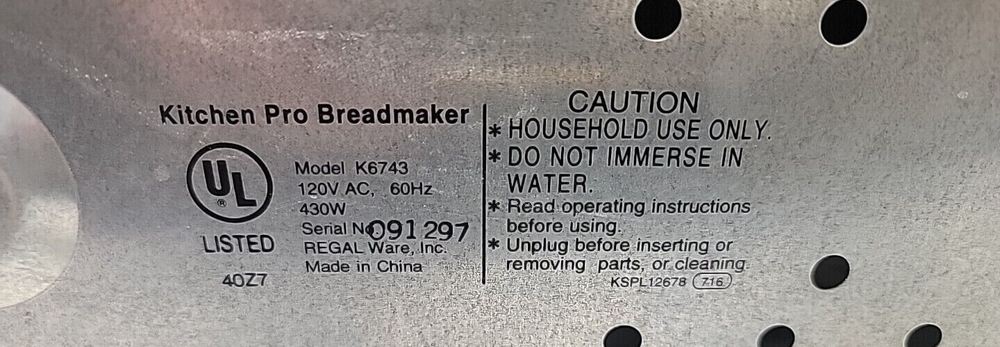 Kitchen Pro Breadmaker
UL
®
LISTED
40Z7
Model K6743
120V AC, 60Hz
430W
Serial No 091297
REGAL Ware, Inc.
Made in China
CAUTION
* HOUSEHOLD USE ONLY.
* DO NOT IMMERSE IN
WATER.
* Read operating instructions
before using.
* Unplug before inserting or
removing parts, or cleaning
KSPL12678 716